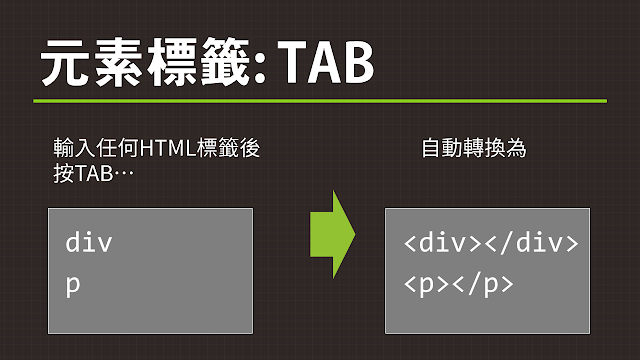 元素標籤: TAB
輸入任何HTML標籤後
按TAB…
自動轉換為
div
p
<div></div>
<p></p>